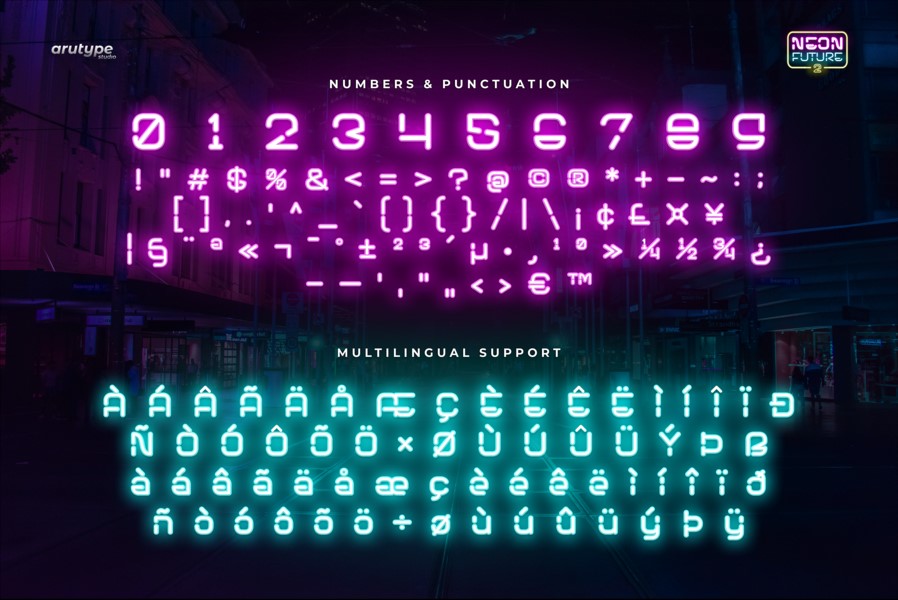 arutype
studio
NEON
FUTURE
2
NUMBERS & PUNCTUATION
0 1 2 3 4 5 6 7 8 9
! " # $ % & < = > ? @ © ® * + − ~ : ;
[ ] , . ' ^ _ ` ( ) { } / | \ ¡ ¢ £ ¤ ¥
¦ § ¨ ª « ¬ ¯ ° ± ² ³ ´ µ • ¸ ¹ º » ¼ ½ ¾ ¿
– — ‘ ‚ “ „ ‹ › € ™
MULTILINGUAL SUPPORT
À Á Â Ã Ä Å Æ Ç È É Ê Ë Ì Í Î Ï Ð
Ñ Ò Ó Ô Õ Ö × Ø Ù Ú Û Ü Ý Þ ß
à á â ã ä å æ ç è é ê ë ì í î ï ð
ñ ò ó ô õ ö ÷ ø ù ú û ü ý þ ÿ